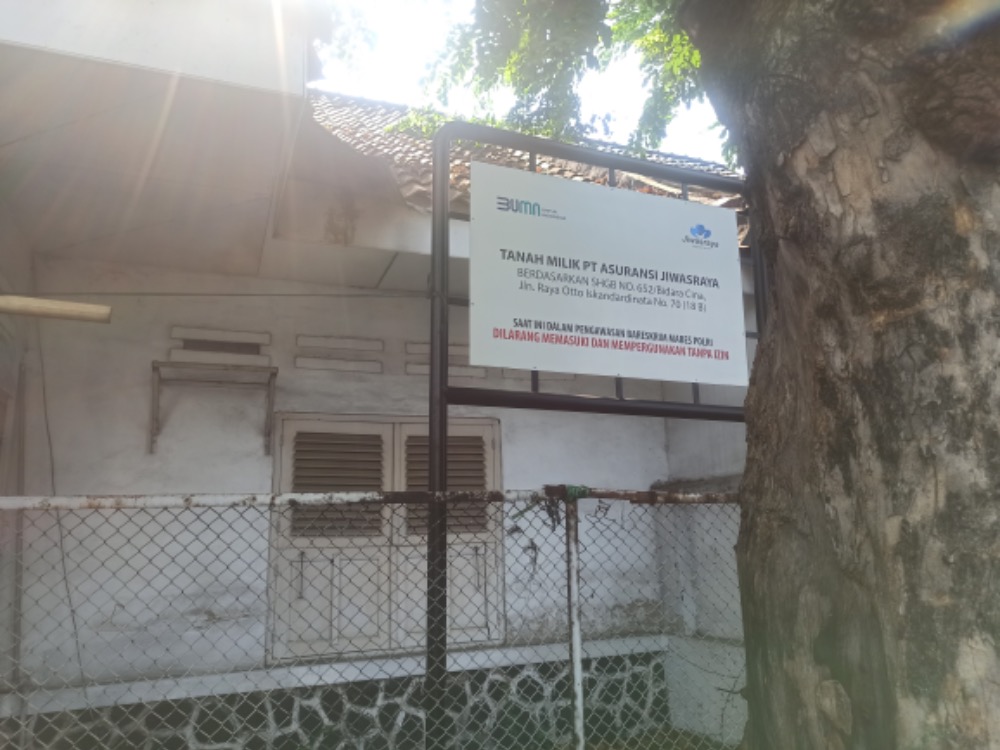 BUMN
Jiwasraya
TANAH MILIK PT ASURANSI JIWASRAYA
BERDASARKAN SHGB NO. 652/Bidara Cina,
Jln. Raya Otto Iskandardinata No. 70 (18 B)
SAAT INI DALAM PENGAWASAN BARESKRIM MABES POLRI
DILARANG MEMASUKI DAN MEMPERGUNAKAN TANPA IZIN